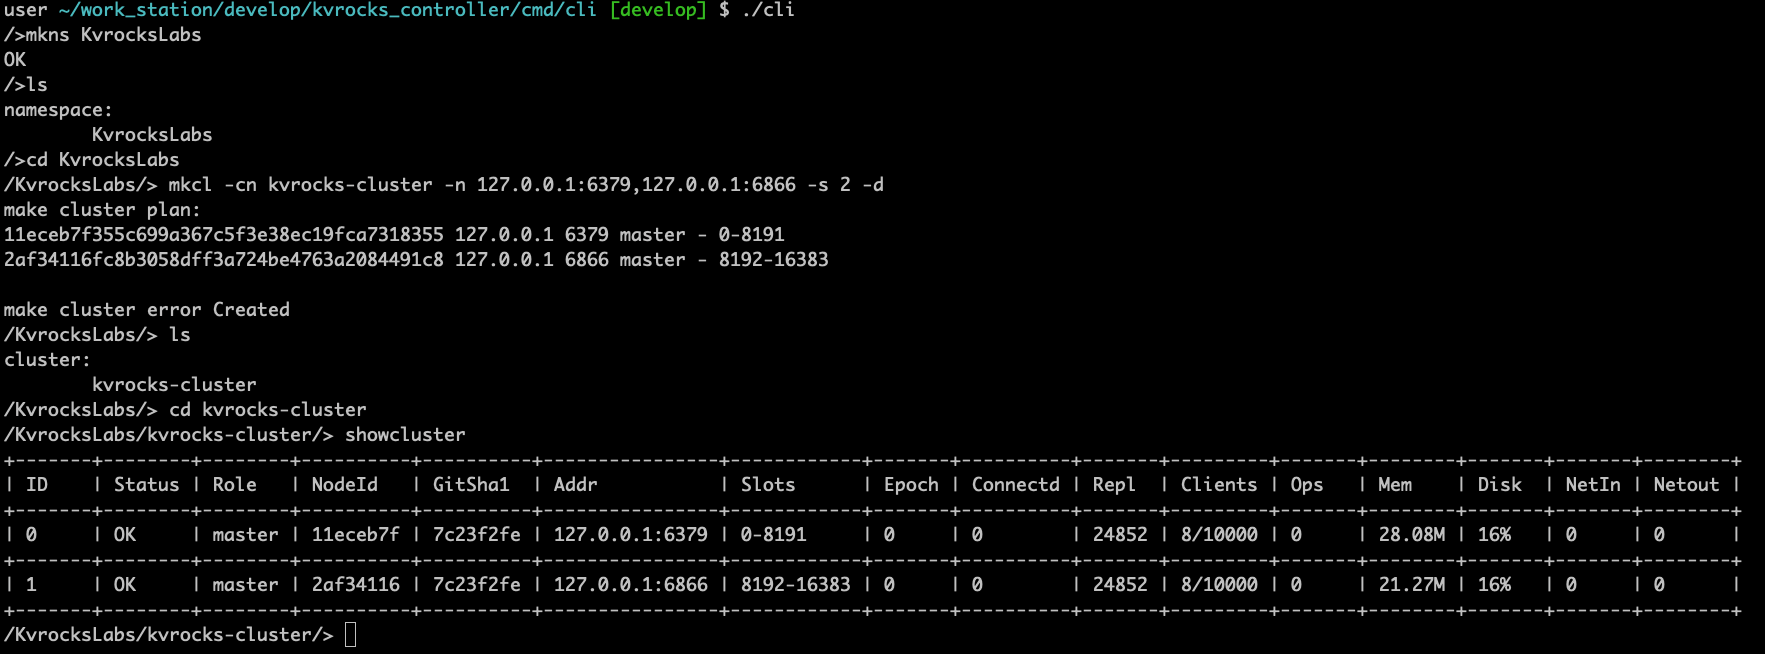 user ~/work_station/develop/kvrocks_controller/cmd/cli [develop] $ ./cli
/>mkns KvrocksLabs
OK
/>ls
namespace:
        KvrocksLabs
/>cd KvrocksLabs
/KvrocksLabs/> mkcl -cn kvrocks-cluster -n 127.0.0.1:6379,127.0.0.1:6866 -s 2 -d
make cluster plan:
11eceb7f355c699a367c5f3e38ec19fca7318355 127.0.0.1 6379 master - 0-8191
2af34116fc8b3058dff3a724be4763a2084491c8 127.0.0.1 6866 master - 8192-16383

make cluster error Created
/KvrocksLabs/> ls
cluster:
        kvrocks-cluster
/KvrocksLabs/> cd kvrocks-cluster
/KvrocksLabs/kvrocks-cluster/> showcluster
+-------+--------+--------+----------+----------+----------------+------------+-------+----------+-------+---------+-------+--------+-------+-------+--------+
| ID    | Status | Role   | NodeId   | GitSha1  | Addr           | Slots      | Epoch | Connectd | Repl  | Clients | Ops   | Mem    | Disk  | NetIn | Netout |
+-------+--------+--------+----------+----------+----------------+------------+-------+----------+-------+---------+-------+--------+-------+-------+--------+
| 0     | OK     | master | 11eceb7f | 7c23f2fe | 127.0.0.1:6379 | 0-8191     | 0     | 0        | 24852 | 8/10000 | 0     | 28.08M | 16%   | 0     | 0      |
+-------+--------+--------+----------+----------+----------------+------------+-------+----------+-------+---------+-------+--------+-------+-------+--------+
| 1     | OK     | master | 2af34116 | 7c23f2fe | 127.0.0.1:6866 | 8192-16383 | 0     | 0        | 24852 | 8/10000 | 0     | 21.27M | 16%   | 0     | 0      |
+-------+--------+--------+----------+----------+----------------+------------+-------+----------+-------+---------+-------+--------+-------+-------+--------+
/KvrocksLabs/kvrocks-cluster/>